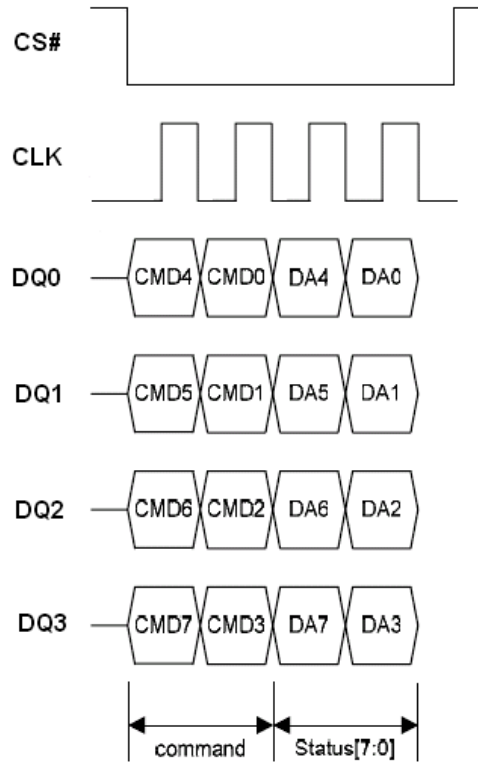 CS#
CLK
DQ0 CMD4 CMD0 DA4 DA0
DQ1 CMD5 CMD1 DA5 DA1
DQ2 CMD6 CMD2 DA6 DA2
DQ3 CMD7 CMD3 DA7 DA3
command Status[7:0]